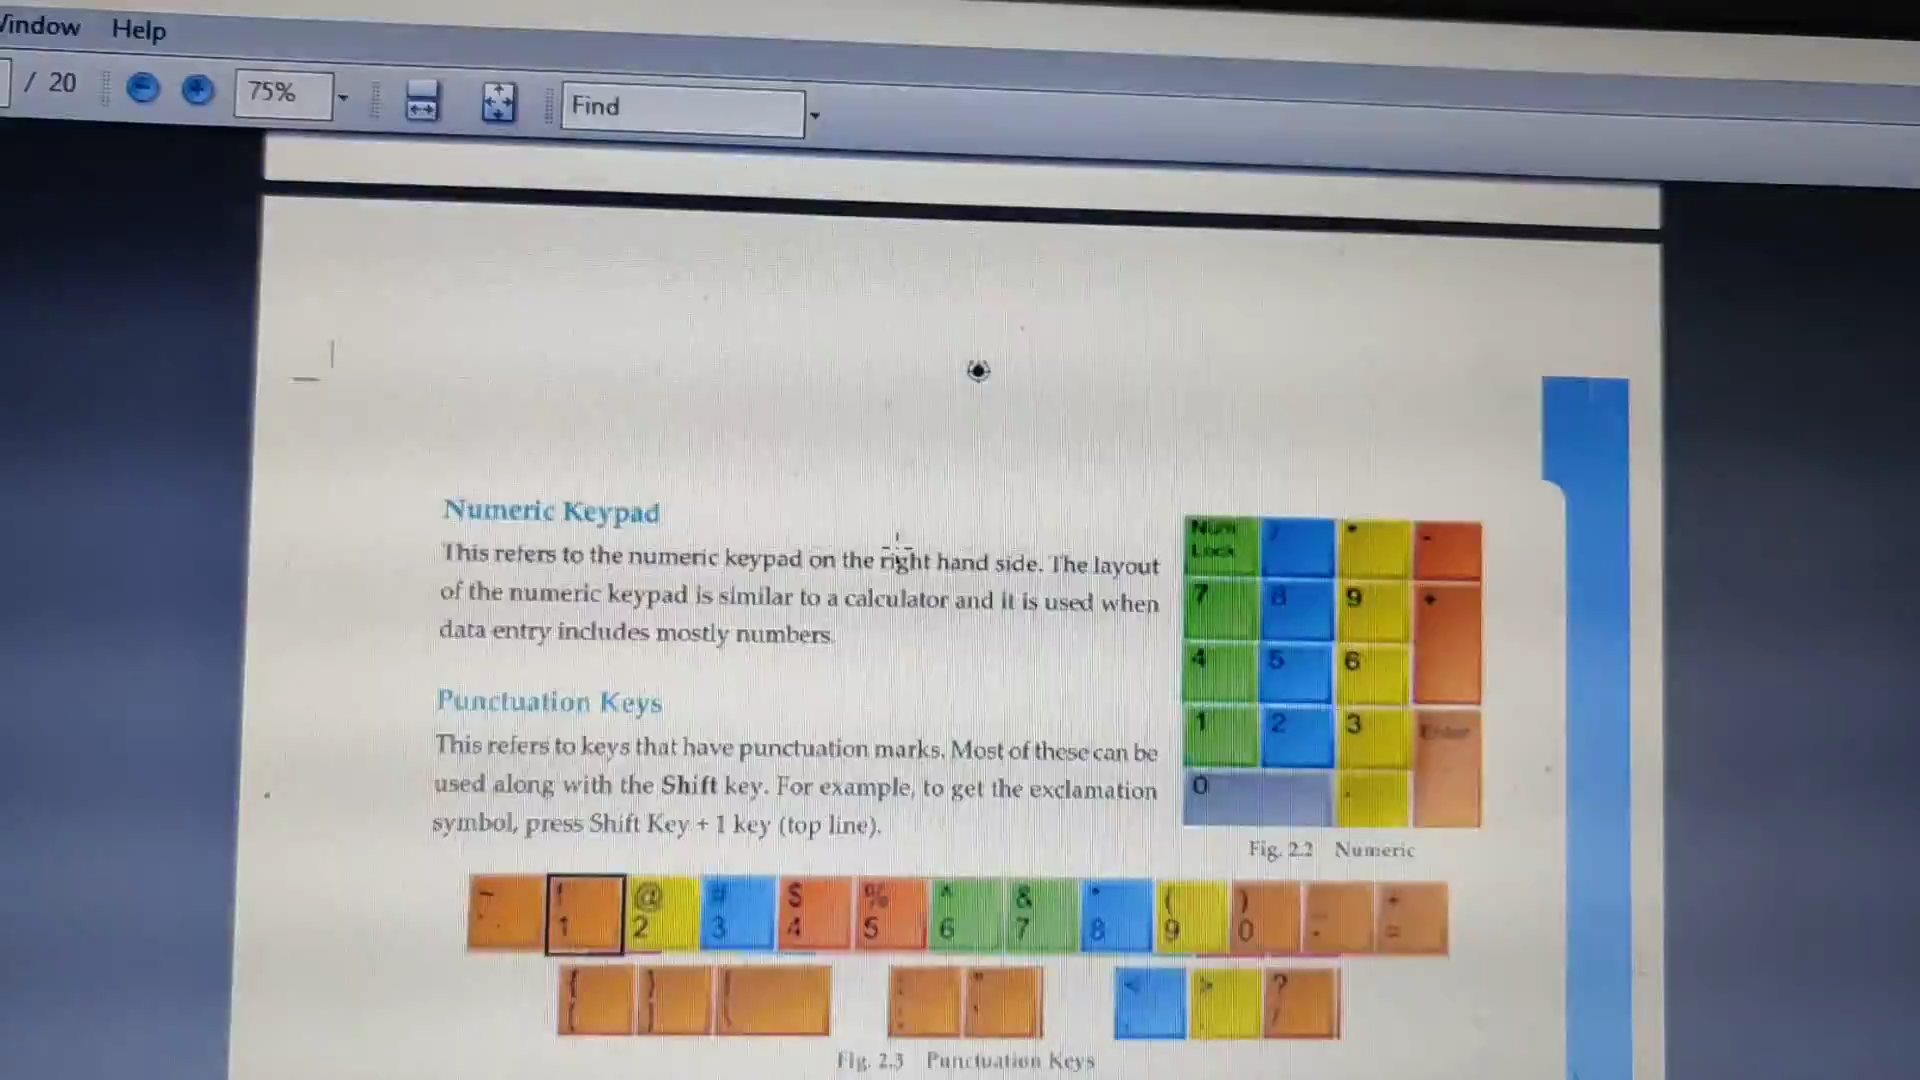 Window Help
/ 20 75% Find
Numeric Keypad
This refers to the numeric keypad on the right hand side. The layout
of the numeric keypad is similar to a calculator and it is used when
data entry includes mostly numbers.
Punctuation Keys
This refers to keys that have punctuation marks. Most of these can be
used along with the Shift key. For example, to get the exclamation
symbol, press Shift Key + 1 key (top line).
Num / * -
Lock
7 8 9 +
4 5 6
1 2 3 Enter
0 .
Fig. 2.2 Numeric
~ ! @ # $ % ^ & * ( ) _ +
` 1 2 3 4 5 6 7 8 9 0 - =
{ } | : " < > ?
[ ] ; ' , . /
Fig. 2.3 Punctuation Keys